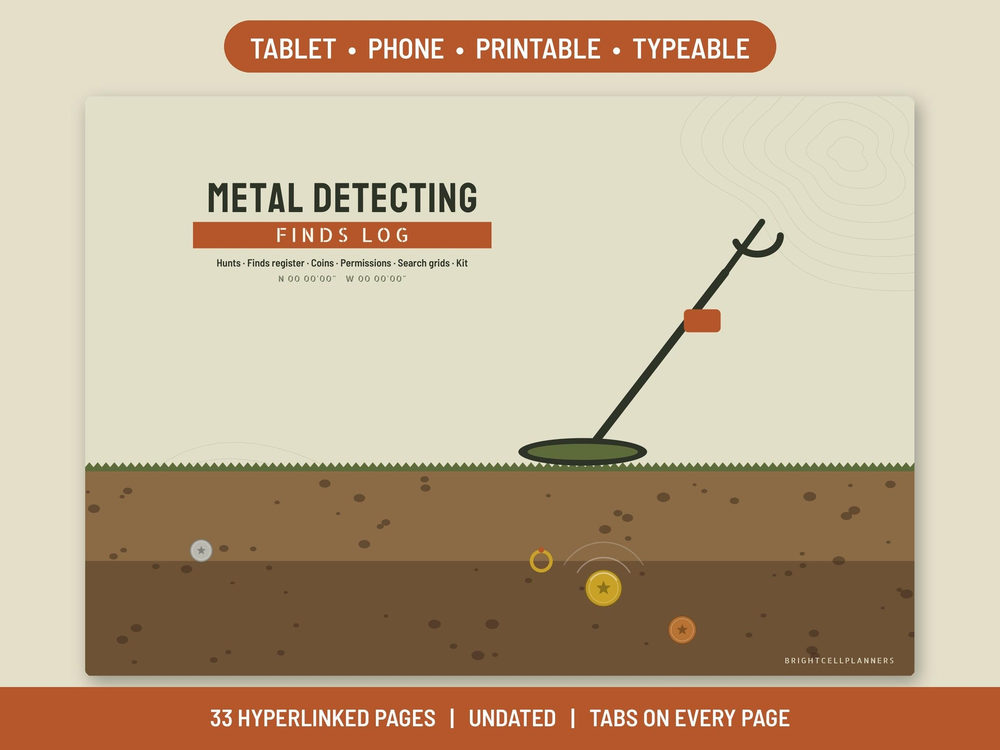 TABLET • PHONE • PRINTABLE • TYPEABLE
METAL DETECTING
FINDS LOG
Hunts · Finds register · Coins · Permissions · Search grids · Kit
N 00 00'00" W 00 00'00"
BRIGHTCELLPLANNERS
33 HYPERLINKED PAGES | UNDATED | TABS ON EVERY PAGE